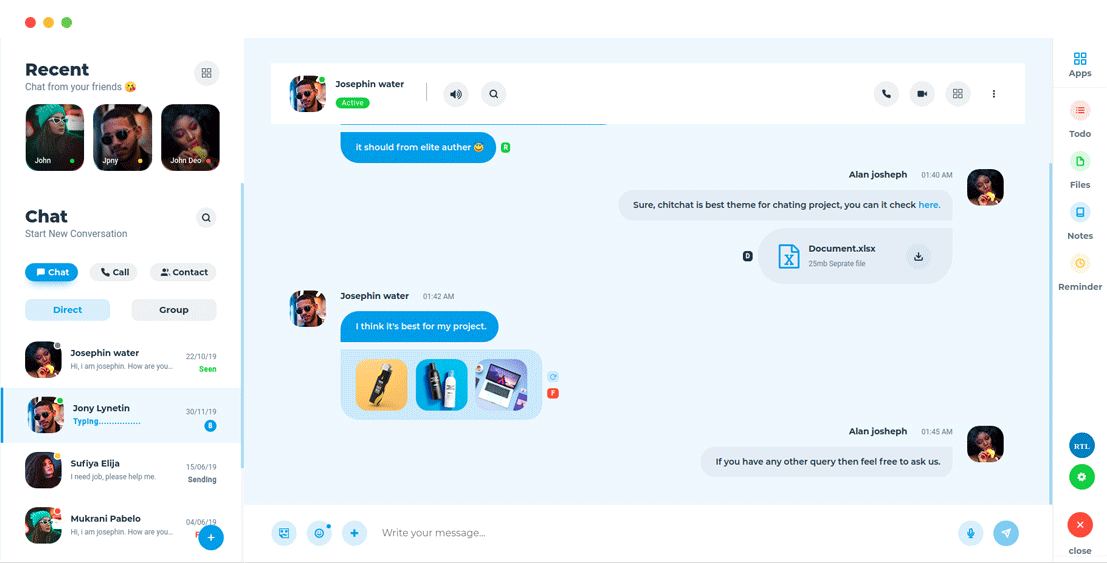 Recent
Chat from your friends 😘
John
Jpny
John Deo
Chat
Start New Conversation
Chat
Call
Contact
Direct
Group
Josephin water
22/10/19
Hi, i am josephin. How are you...
Seen
Jony Lynetin
30/11/19
Typing...............
8
Sufiya Elija
15/06/19
I need job, please help me.
Sending
Mukrani Pabelo
04/06/19
Hi, i am josephin. How are you...
Josephin water
Active
it should from elite auther 😊
R
Alan josheph 01:40 AM
Sure, chitchat is best theme for chating project, you can it check here.
D
Document.xlsx
25mb Seprate file
Josephin water 01:42 AM
I think it's best for my project.
F
Alan josheph 01:45 AM
If you have any other query then feel free to ask us.
Write your message...
Apps
Todo
Files
Notes
Reminder
RTL
close